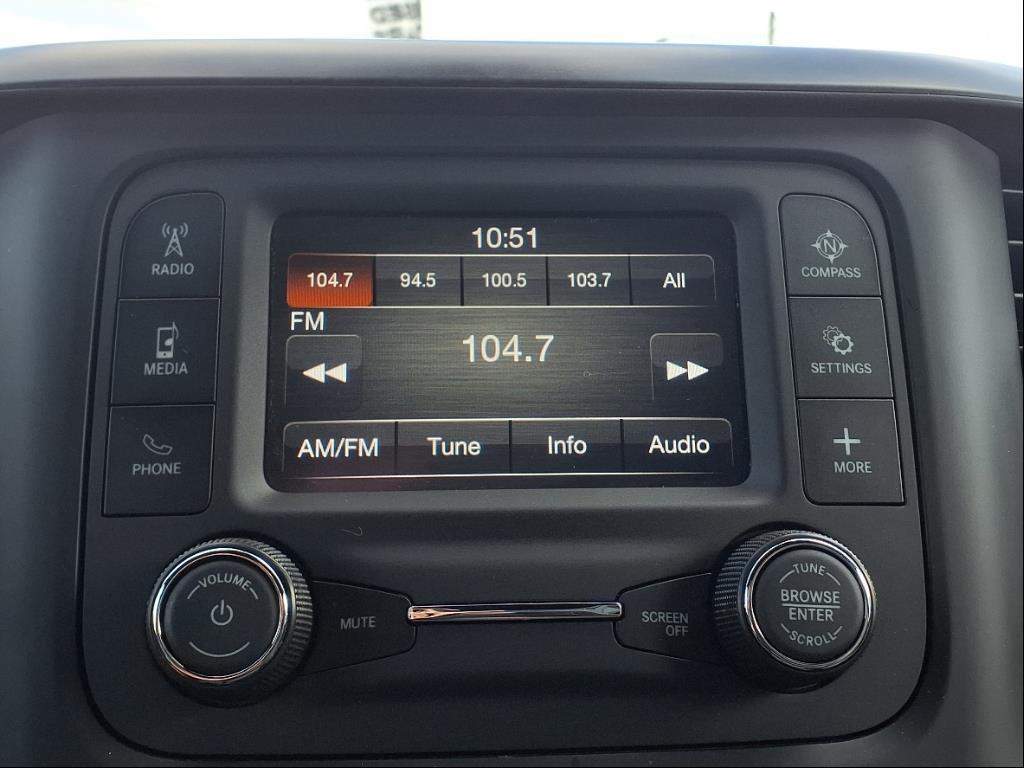 10:51
104.7 94.5 100.5 103.7 All
FM
104.7
AM/FM Tune Info Audio
RADIO
MEDIA
PHONE
N
COMPASS
SETTINGS
MORE
VOLUME
MUTE
SCREEN
OFF
TUNE
BROWSE
ENTER
SCROLL